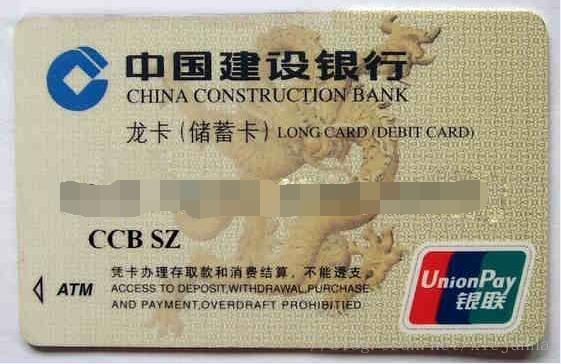 中国建设银行
CHINA CONSTRUCTION BANK
龙卡(储蓄卡) LONG CARD (DEBIT CARD)
CCB SZ
凭卡办理存取款和消费结算，不能透支。
ATM ACCESS TO DEPOSIT,WITHDRAWAL,PURCHASE
AND PAYMENT,OVERDRAFT PROHIBITIED
UnionPay
银联